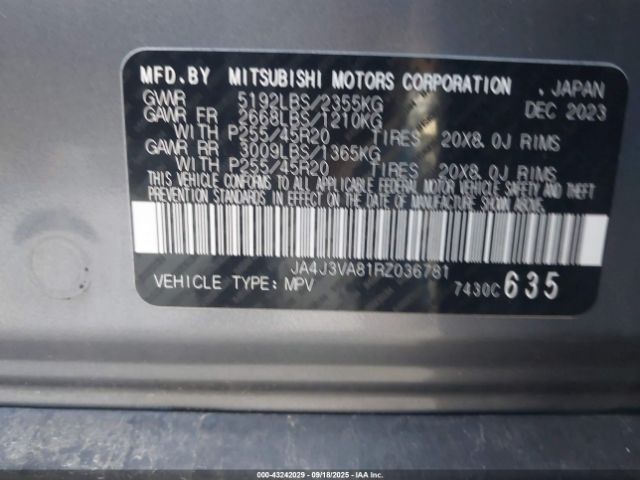 MFD.BY MITSUBISHI MOTORS CORPORATION , JAPAN
GVWR 5192LBS/2355KG DEC 2023
GAWR FR 2668LBS/1210KG
WITH P255/45R20 TIRES 20X8.0J RIMS
GAWR RR 3009LBS/1365KG
WITH P255/45R20 TIRES 20X8.0J RIMS
THIS VEHICLE CONFORMS TO ALL APPLICABLE FEDERAL MOTOR VEHICLE SAFETY AND THEFT
PREVENTION STANDARDS IN EFFECT ON THE DATE OF MANUFACTURE SHOWN ABOVE.
JA4J3VA81RZ036781
VEHICLE TYPE: MPV 7430C 635
000-43242029 - 09/18/2025 - IAAI.COM